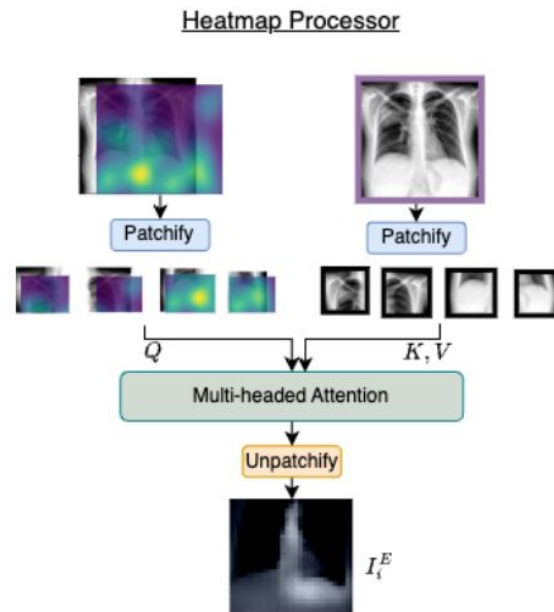 Heatmap Processor
Patchify
Patchify
Q
K, V
Multi-headed Attention
Unpatchify
I_i^E